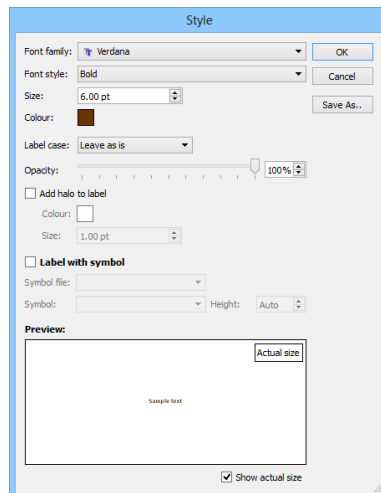 Style
Font family: Verdana OK
Font style: Bold Cancel
Size: 6.00 pt Save As..
Colour:
Label case: Leave as is
Opacity: 100%
Add halo to label
Colour:
Size: 1.00 pt
Label with symbol
Symbol file:
Symbol: Height: Auto
Preview:
Actual size
Sample text
Show actual size